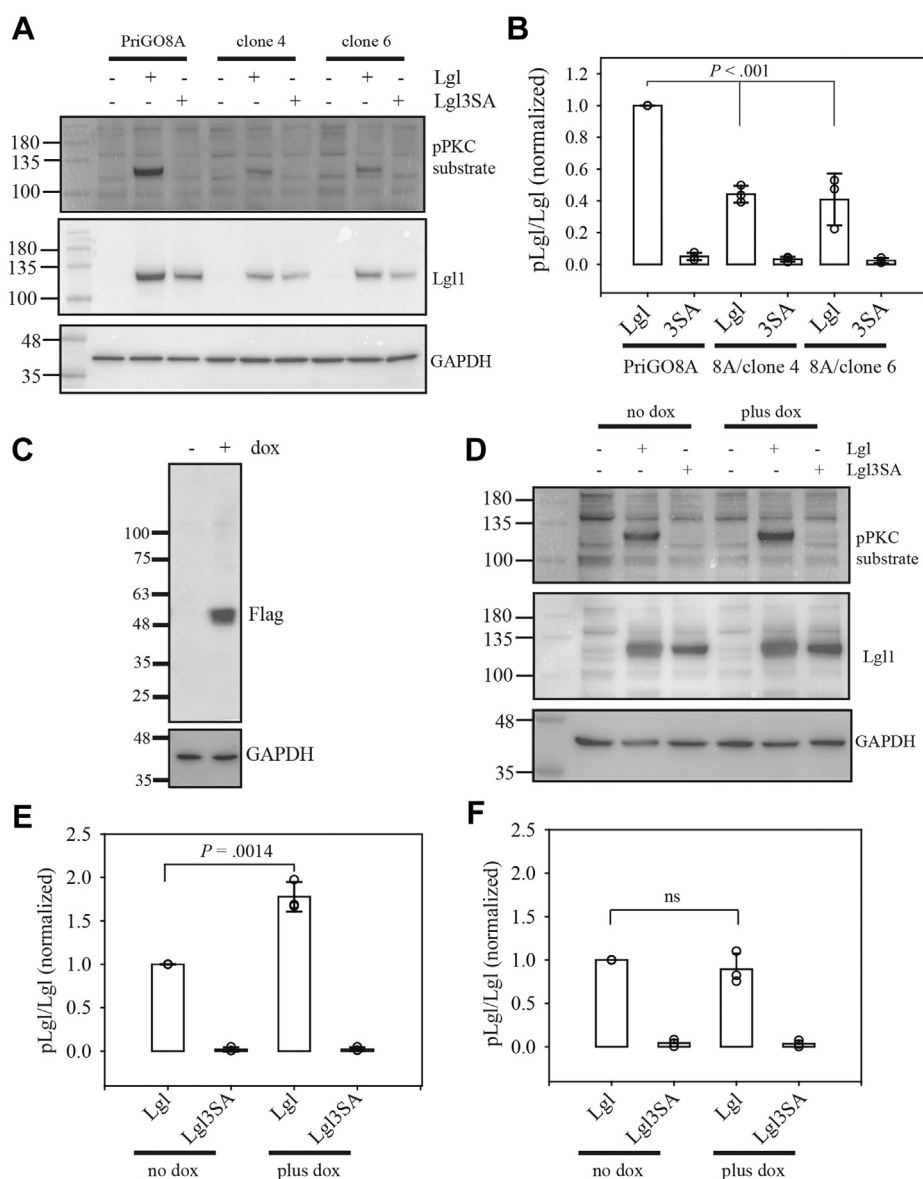 A
PriGO8A clone 4 clone 6
- + - - + - - + - Lgl
- - + - - + - - + Lgl3SA
180
135
100
pPKC
substrate
180
135
100
Lgl1
48
35
GAPDH
B
P < .001
pLgl/Lgl (normalized)
1.2
1.0
0.8
0.6
0.4
0.2
0.0
Lgl 3SA Lgl 3SA Lgl 3SA
PriGO8A 8A/clone 4 8A/clone 6
C
- + dox
100
75
63
48
35
25
Flag
48
35
GAPDH
D
no dox plus dox
- + - - + - Lgl
- - + - - + Lgl3SA
180
135
100
pPKC
substrate
180
135
100
Lgl1
48
35
GAPDH
E
P = .0014
pLgl/Lgl (normalized)
2.5
2.0
1.5
1.0
0.5
0.0
Lgl Lgl3SA Lgl Lgl3SA
no dox plus dox
F
ns
pLgl/Lgl (normalized)
2.5
2.0
1.5
1.0
0.5
0.0
Lgl Lgl3SA Lgl Lgl3SA
no dox plus dox